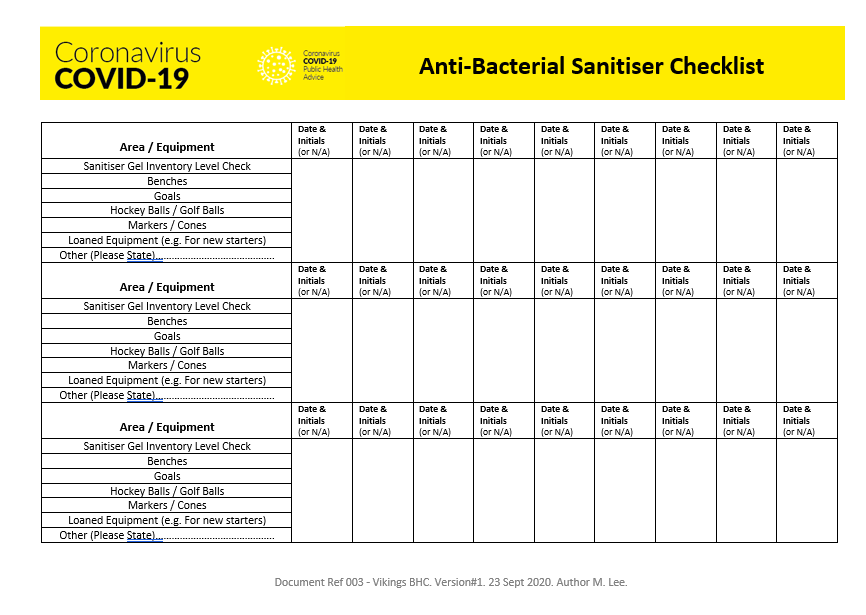 Coronavirus
COVID-19
Coronavirus
COVID-19
Public Health
Advice
Anti-Bacterial Sanitiser Checklist
Area / Equipment
Date & Initials (or N/A) Date & Initials (or N/A) Date & Initials (or N/A) Date & Initials (or N/A) Date & Initials (or N/A) Date & Initials (or N/A) Date & Initials (or N/A) Date & Initials (or N/A) Date & Initials (or N/A)
Sanitiser Gel Inventory Level Check
Benches
Goals
Hockey Balls / Golf Balls
Markers / Cones
Loaned Equipment (e.g. For new starters)
Other (Please State)...........................................
Area / Equipment
Date & Initials (or N/A) Date & Initials (or N/A) Date & Initials (or N/A) Date & Initials (or N/A) Date & Initials (or N/A) Date & Initials (or N/A) Date & Initials (or N/A) Date & Initials (or N/A) Date & Initials (or N/A)
Sanitiser Gel Inventory Level Check
Benches
Goals
Hockey Balls / Golf Balls
Markers / Cones
Loaned Equipment (e.g. For new starters)
Other (Please State)...........................................
Area / Equipment
Date & Initials (or N/A) Date & Initials (or N/A) Date & Initials (or N/A) Date & Initials (or N/A) Date & Initials (or N/A) Date & Initials (or N/A) Date & Initials (or N/A) Date & Initials (or N/A) Date & Initials (or N/A)
Sanitiser Gel Inventory Level Check
Benches
Goals
Hockey Balls / Golf Balls
Markers / Cones
Loaned Equipment (e.g. For new starters)
Other (Please State)...........................................
Document Ref 003 - Vikings BHC. Version#1. 23 Sept 2020. Author M. Lee.